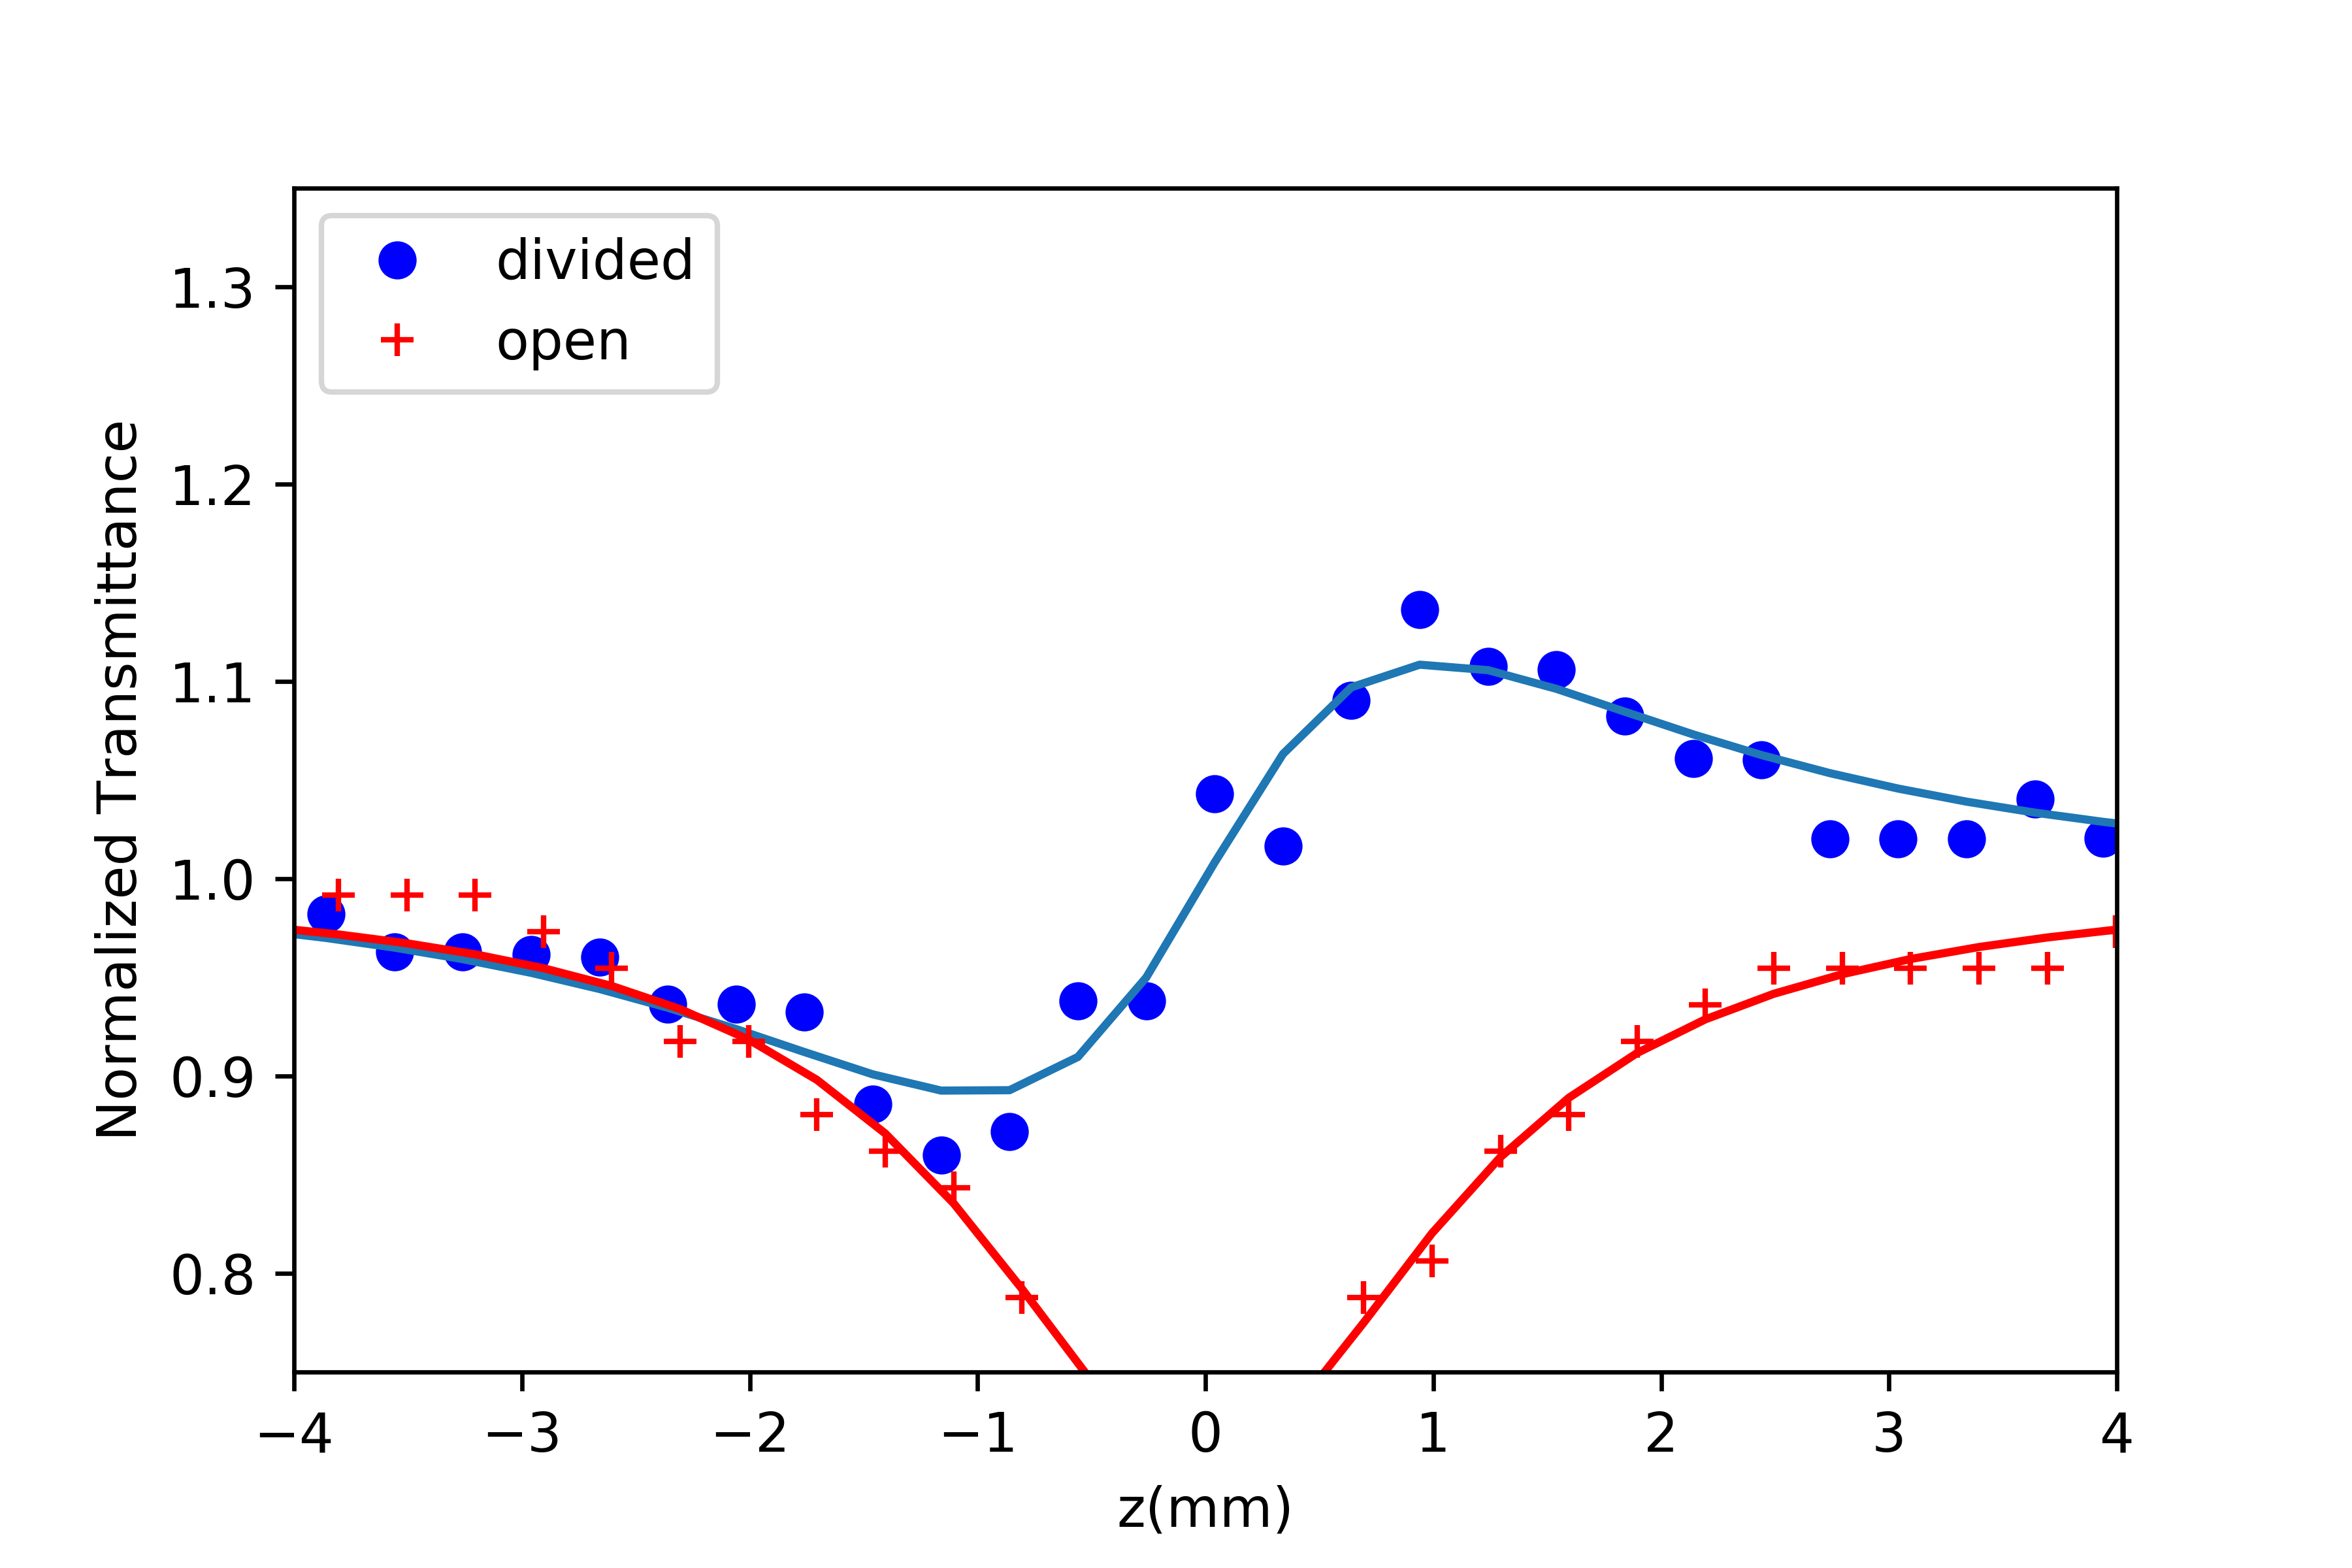 divided
open
Normalized Transmittance
1.3
1.2
1.1
1.0
0.9
0.8
−4 −3 −2 −1 0 1 2 3 4
z(mm)